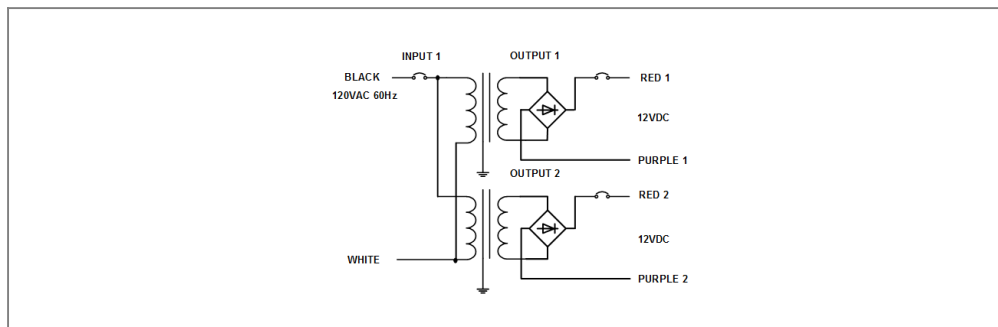 INPUT 1
OUTPUT 1
BLACK
120VAC 60Hz
RED 1
12VDC
PURPLE 1
OUTPUT 2
RED 2
12VDC
WHITE
PURPLE 2